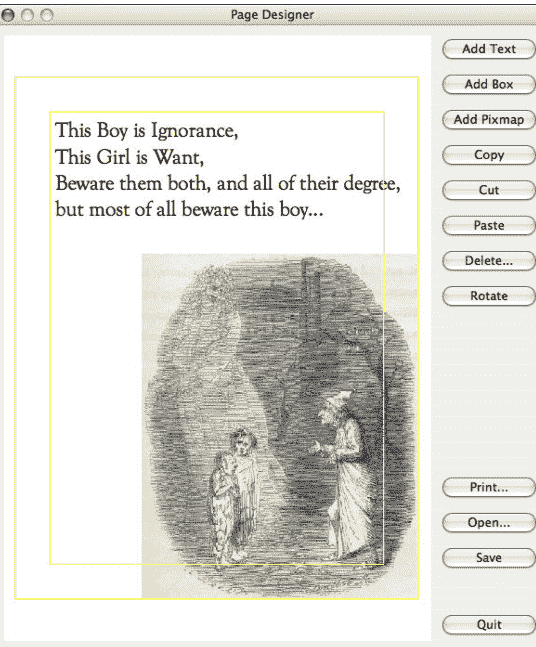 Page Designer
Add Text
Add Box
Add Pixmap
Copy
Cut
Paste
Delete...
Rotate
Print...
Open...
Save
Quit
This Boy is Ignorance,
This Girl is Want,
Beware them both, and all of their degree,
but most of all beware this boy...